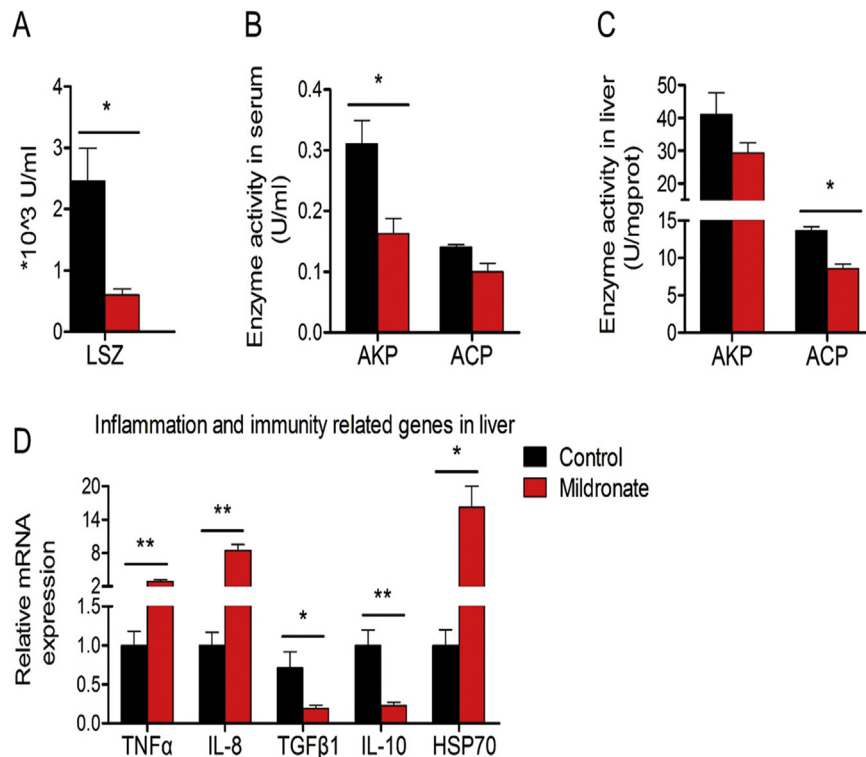 A
*10^3 U/ml
4
3
2
1
0
*
LSZ
B
Enzyme activity in serum
(U/ml)
0.4
0.3
0.2
0.1
0.0
*
AKP ACP
C
Enzyme activity in liver
(U/mgprot)
50
40
30
20
15
10
5
0
*
AKP ACP
D
Inflammation and immunity related genes in liver
Control
Mildronate
Relative mRNA
expression
20
14
8
2
1.5
1.0
0.5
0.0
** ** * ** *
TNFα IL-8 TGFβ1 IL-10 HSP70